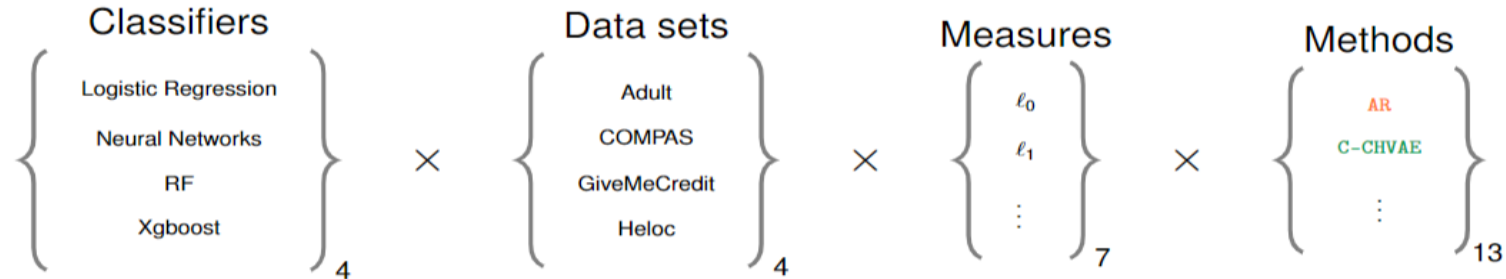 Classifiers
Logistic Regression
Neural Networks
RF
Xgboost
4
×
Data sets
Adult
COMPAS
GiveMeCredit
Heloc
4
×
Measures
ℓ₀
ℓ₁
⋮
7
×
Methods
AR
C-CHVAE
⋮
13